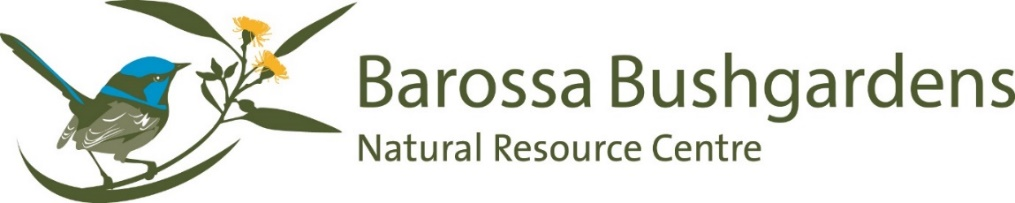 Barossa Bushgardens
Natural Resource Centre